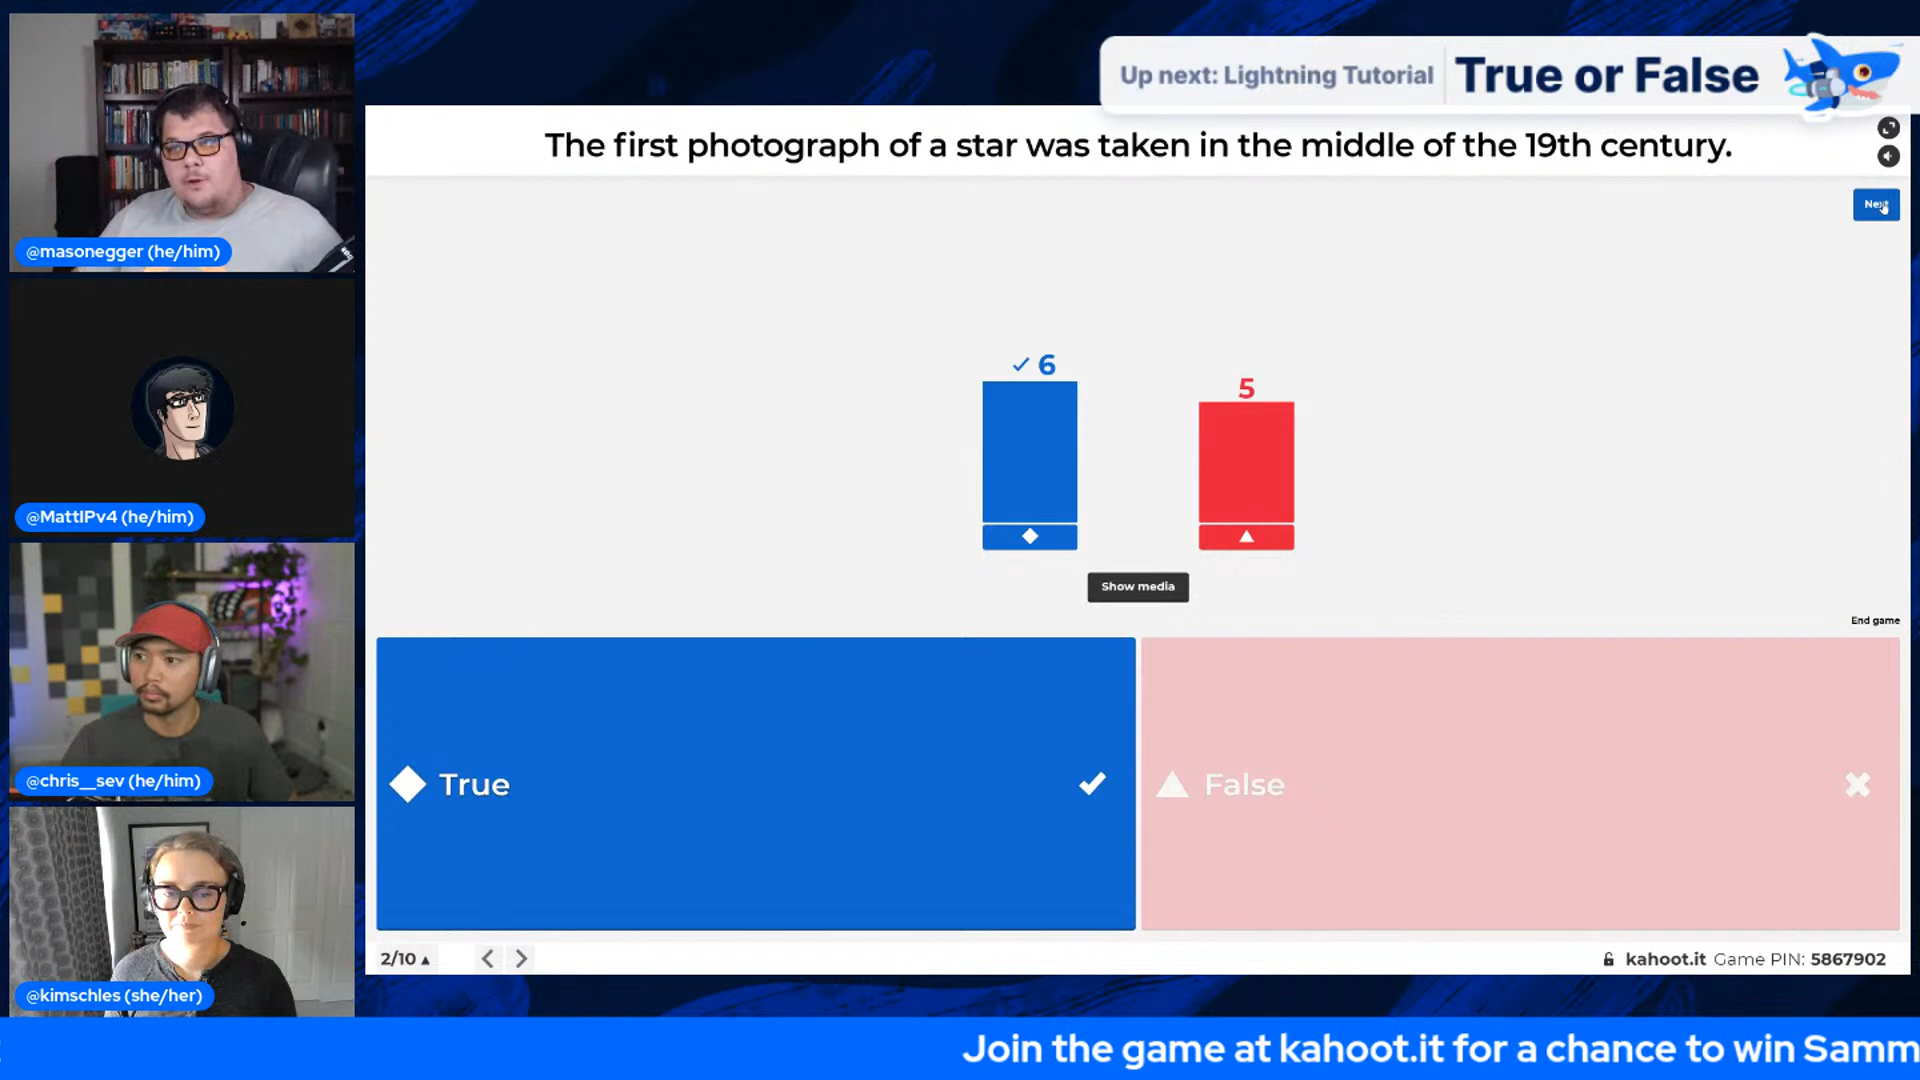 Up next: Lightning Tutorial
True or False
The first photograph of a star was taken in the middle of the 19th century.
@masonegger (he/him)
6
5
Show media
End game
@MattIPv4 (he/him)
True
False
@chris__sev (he/him)
2/10
kahoot.it Game PIN: 5867902
@kimschles (she/her)
Join the game at kahoot.it for a chance to win Samm